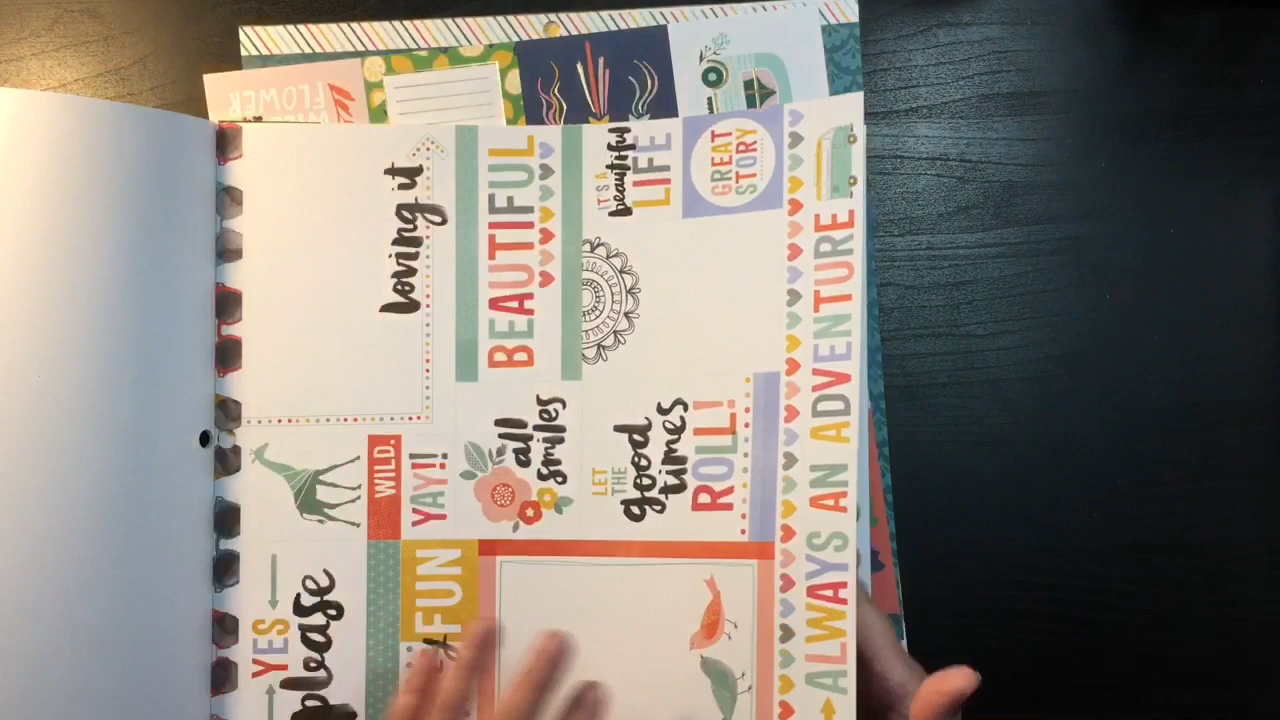 WILD
FLOWER
loving it
BEAUTIFUL
IT'S A
beautiful
LIFE
GREAT
STORY
WILD.
YAY!!
all
smiles
LET
THE
good
times
ROLL!
YES
please
FUN
ALWAYS AN ADVENTURE